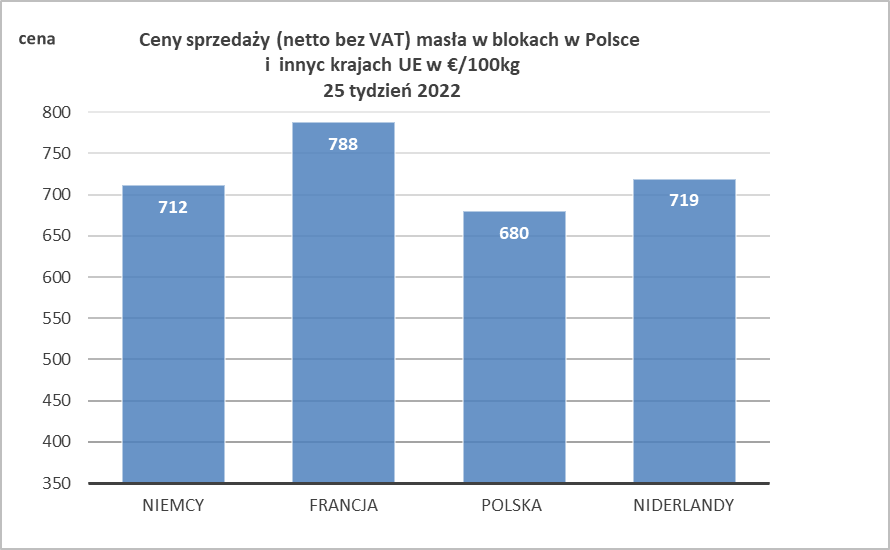 cena
Ceny sprzedaży (netto bez VAT) masła w blokach w Polsce
i innyc krajach UE w €/100kg
25 tydzień 2022
800
750
700
650
600
550
500
450
400
350
712
788
680
719
NIEMCY
FRANCJA
POLSKA
NIDERLANDY